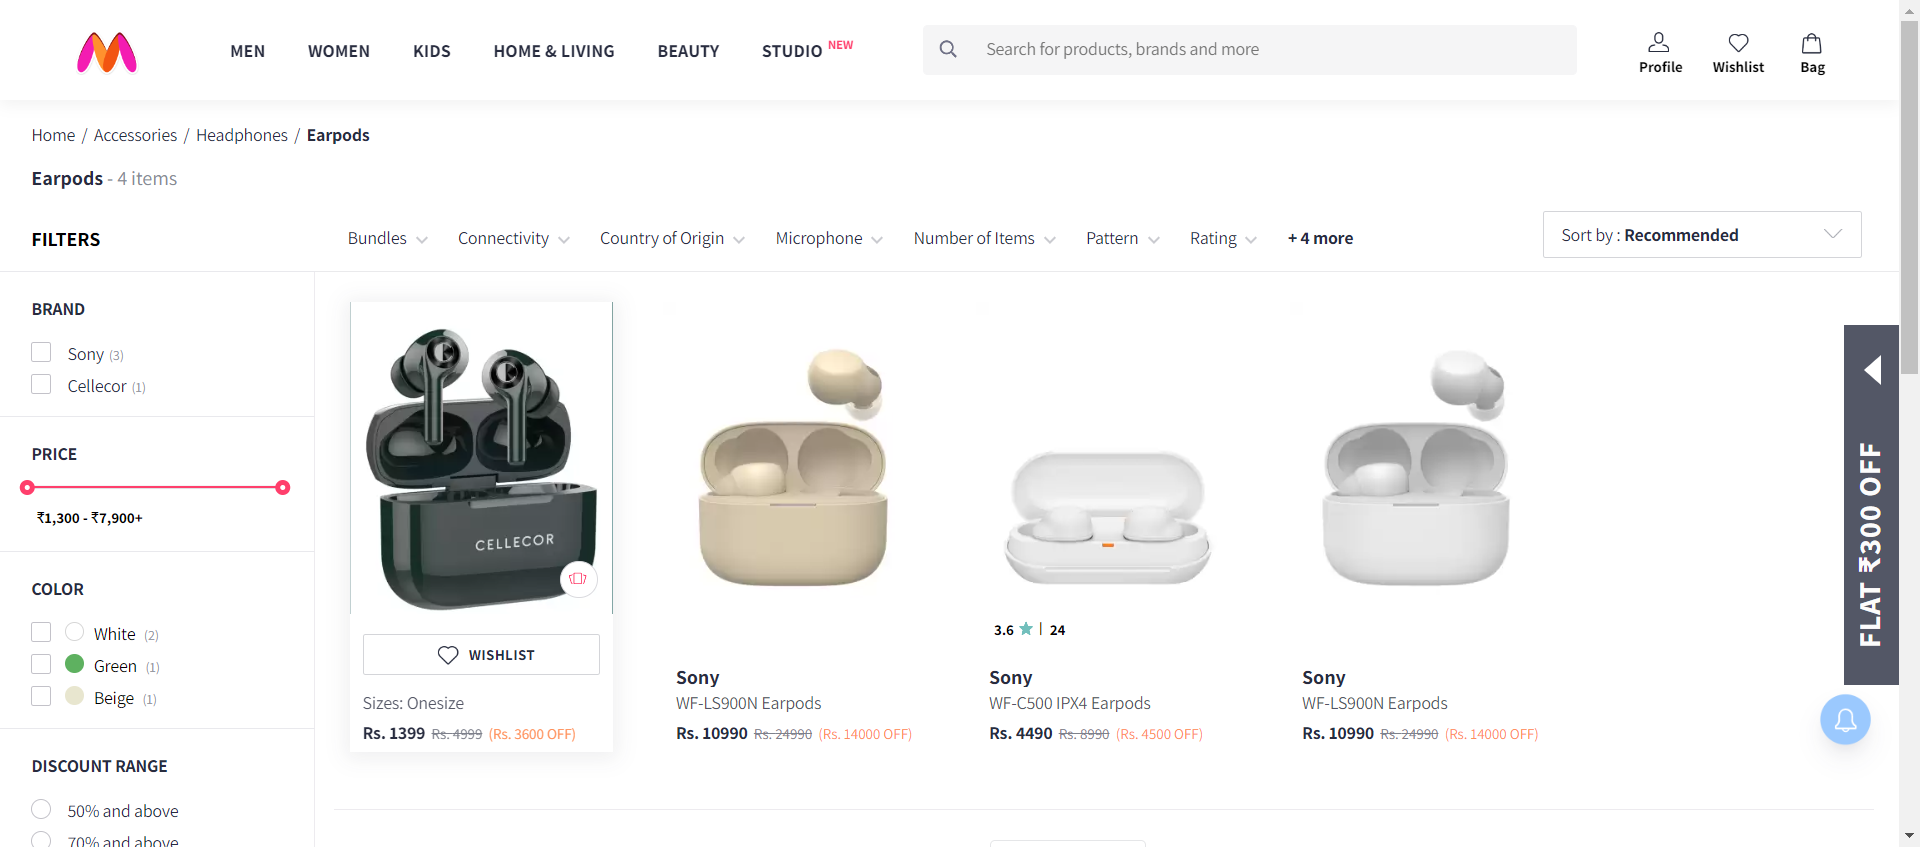 MEN WOMEN KIDS HOME & LIVING BEAUTY STUDIO NEW
Search for products, brands and more
Profile Wishlist Bag
Home / Accessories / Headphones / Earpods
Earpods - 4 items
FILTERS
Bundles Connectivity Country of Origin Microphone Number of Items Pattern Rating + 4 more
Sort by : Recommended
BRAND
Sony (3)
Cellecor (1)
PRICE
₹1,300 - ₹7,900+
COLOR
White (2)
Green (1)
Beige (1)
DISCOUNT RANGE
50% and above
70% and above
CELLECOR
WISHLIST
Sizes: Onesize
Rs. 1399 Rs. 4999 (Rs. 3600 OFF)
Sony
WF-LS900N Earpods
Rs. 10990 Rs. 24990 (Rs. 14000 OFF)
3.6 | 24
Sony
WF-C500 IPX4 Earpods
Rs. 4490 Rs. 8990 (Rs. 4500 OFF)
Sony
WF-LS900N Earpods
Rs. 10990 Rs. 24990 (Rs. 14000 OFF)
FLAT ₹300 OFF